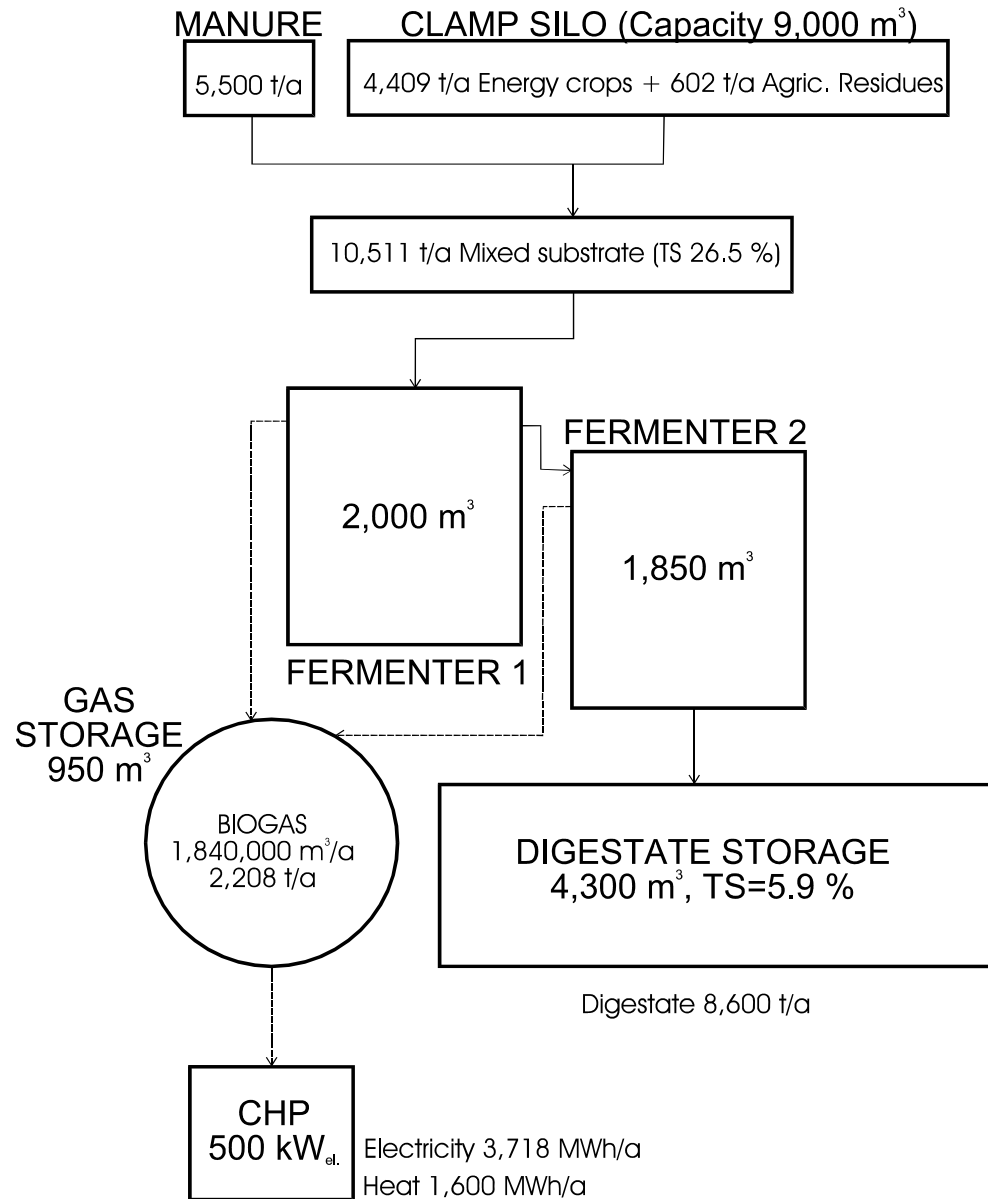 MANURE
CLAMP SILO (Capacity 9,000 m³)
5,500 t/a
4,409 t/a Energy crops + 602 t/a Agric. Residues
10,511 t/a Mixed substrate (TS 26.5 %)
FERMENTER 2
2,000 m³
1,850 m³
FERMENTER 1
GAS
STORAGE
950 m³
BIOGAS
1,840,000 m³/a
2,208 t/a
DIGESTATE STORAGE
4,300 m³, TS=5.9 %
Digestate 8,600 t/a
CHP
500 kWel.
Electricity 3,718 MWh/a
Heat 1,600 MWh/a